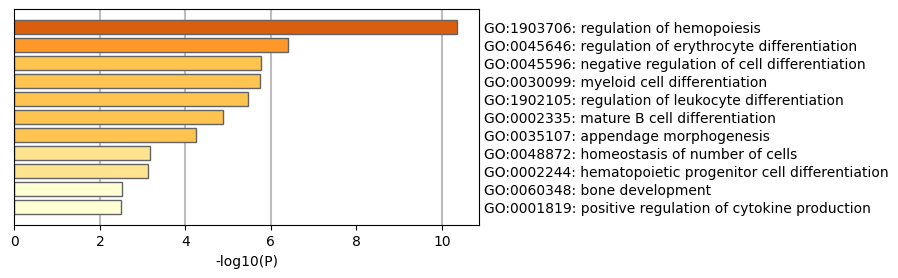 GO:1903706: regulation of hemopoiesis
GO:0045646: regulation of erythrocyte differentiation
GO:0045596: negative regulation of cell differentiation
GO:0030099: myeloid cell differentiation
GO:1902105: regulation of leukocyte differentiation
GO:0002335: mature B cell differentiation
GO:0035107: appendage morphogenesis
GO:0048872: homeostasis of number of cells
GO:0002244: hematopoietic progenitor cell differentiation
GO:0060348: bone development
GO:0001819: positive regulation of cytokine production
0 2 4 6 8 10
-log10(P)